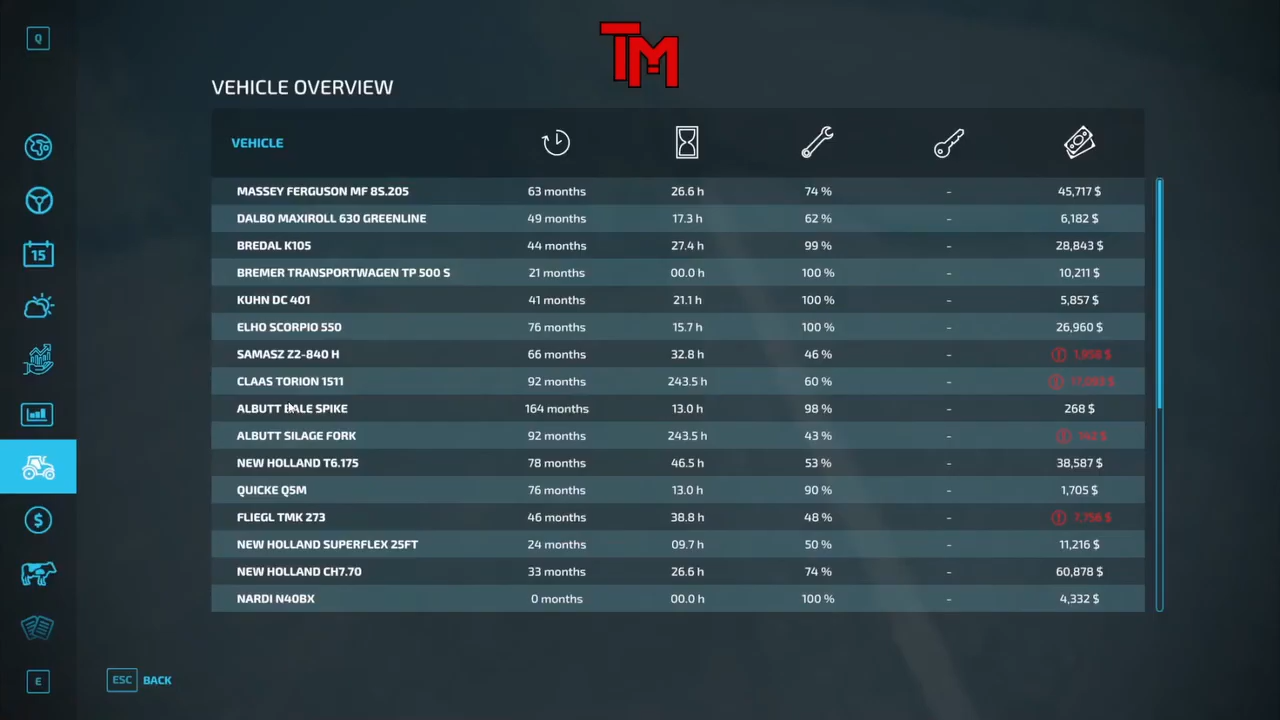 Q
TM
VEHICLE OVERVIEW
VEHICLE
MASSEY FERGUSON MF 8S.205 63 months 26.6 h 74 % - 45,717 $
DALBO MAXIROLL 630 GREENLINE 49 months 17.3 h 62 % - 6,182 $
BREDAL K105 44 months 27.4 h 99 % - 28,843 $
BREMER TRANSPORTWAGEN TP 500 S 21 months 00.0 h 100 % - 10,211 $
KUHN DC 401 41 months 21.1 h 100 % - 5,857 $
ELHO SCORPIO 550 76 months 15.7 h 100 % - 26,960 $
SAMASZ Z2-840 H 66 months 32.8 h 46 % - $
CLAAS TORION 1511 92 months 243.5 h 60 % - $
ALBUTT BALE SPIKE 164 months 13.0 h 98 % - 268 $
ALBUTT SILAGE FORK 92 months 243.5 h 43 % - $
NEW HOLLAND T6.175 78 months 46.5 h 53 % - 38,587 $
QUICKE Q5M 76 months 13.0 h 90 % - 1,705 $
FLIEGL TMK 273 46 months 38.8 h 48 % - $
NEW HOLLAND SUPERFLEX 25FT 24 months 09.7 h 50 % - 11,216 $
NEW HOLLAND CH7.70 33 months 26.6 h 74 % - 60,878 $
NARDI N40BX 0 months 00.0 h 100 % - 4,332 $
15
$
E
ESC BACK